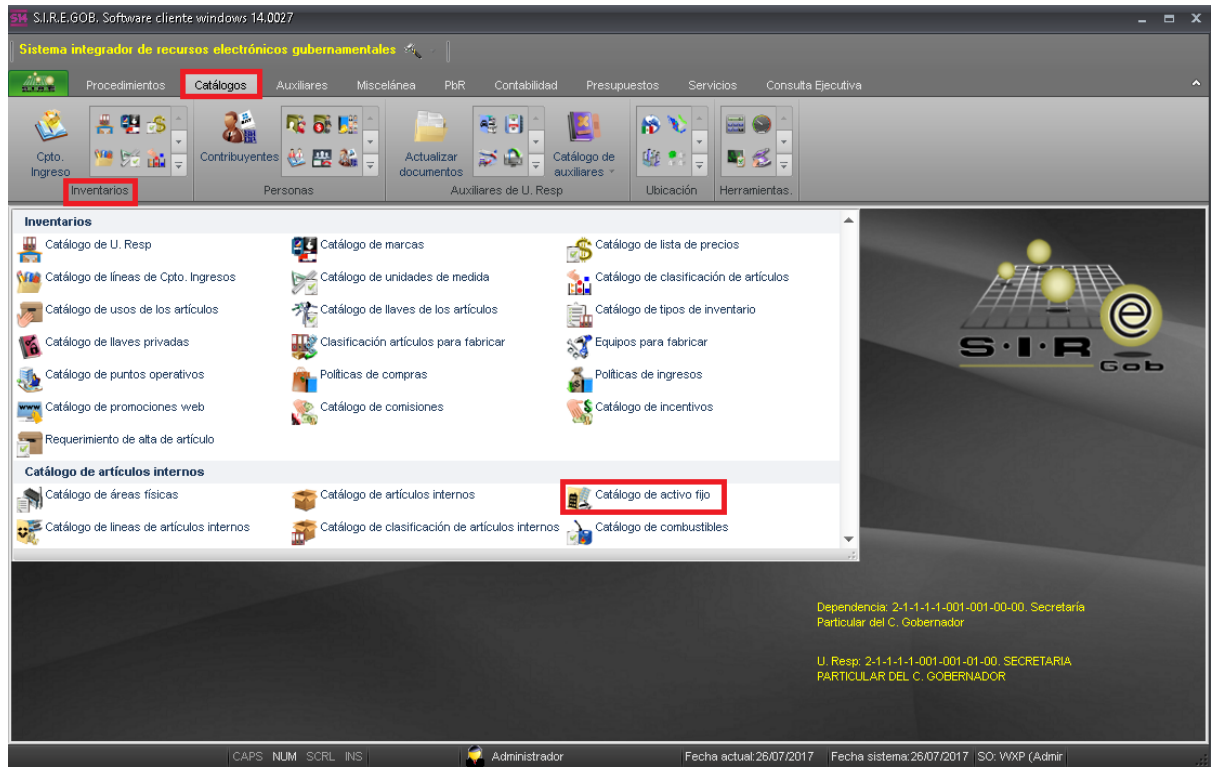 S.I.R.E.GOB. Software cliente windows 14.0027
Sistema integrador de recursos electrónicos gubernamentales
Procedimientos Catálogos Auxiliares Miscelánea PbR Contabilidad Presupuestos Servicios Consulta Ejecutiva
Cpto. Ingreso
Contribuyentes
Actualizar documentos
Catálogo de auxiliares
Inventarios Personas Auxiliares de U. Resp Ubicación Herramientas.
Inventarios
Catálogo de U. Resp Catálogo de marcas Catálogo de lista de precios
Catálogo de líneas de Cpto. Ingresos Catálogo de unidades de medida Catálogo de clasificación de artículos
Catálogo de usos de los artículos Catálogo de llaves de los artículos Catálogo de tipos de inventario
Catálogo de llaves privadas Clasificación artículos para fabricar Equipos para fabricar
Catálogo de puntos operativos Políticas de compras Políticas de ingresos
Catálogo de promociones web Catálogo de comisiones Catálogo de incentivos
Requerimiento de alta de artículo
Catálogo de artículos internos
Catálogo de áreas físicas Catálogo de artículos internos Catálogo de activo fijo
Catálogo de lineas de artículos internos Catálogo de clasificación de artículos internos Catálogo de combustibles
S·I·R e
Gob
Dependencia: 2-1-1-1-1-001-001-00-00. Secretaría
Particular del C. Gobernador
U. Resp: 2-1-1-1-1-001-001-01-00. SECRETARIA
PARTICULAR DEL C. GOBERNADOR
CAPS NUM SCRL INS Administrador Fecha actual:26/07/2017 Fecha sistema:26/07/2017 SO: WXP (Admir